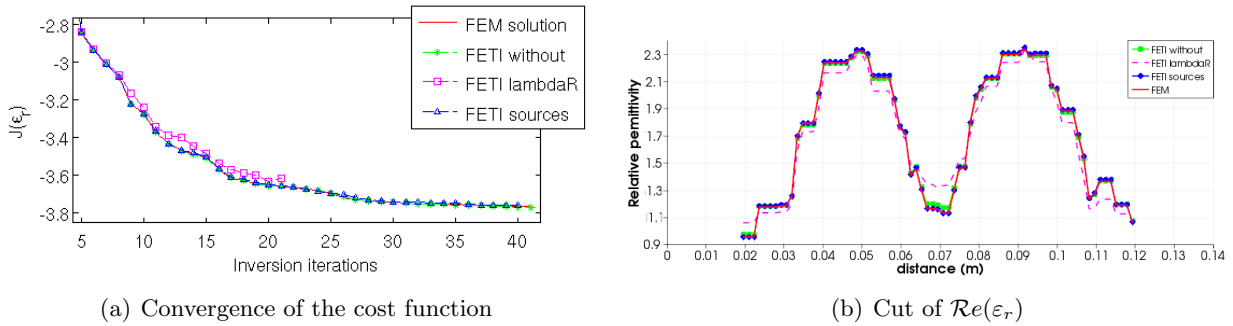 -2.8
-3
-3.2
-3.4
-3.6
-3.8
J(ε_r)
5 10 15 20 25 30 35 40
Inversion iterations
FEM solution
FETI without
FETI lambdaR
FETI sources
(a) Convergence of the cost function
2.3
2.1
1.9
1.7
1.5
1.3
1.1
0.9
Relative pemitivity
0 0.01 0.02 0.03 0.04 0.05 0.06 0.07 0.08 0.09 0.1 0.11 0.12 0.13 0.14
distance (m)
FETI without
FETI lambdaR
FETI sources
FEM
(b) Cut of Re(ε_r)